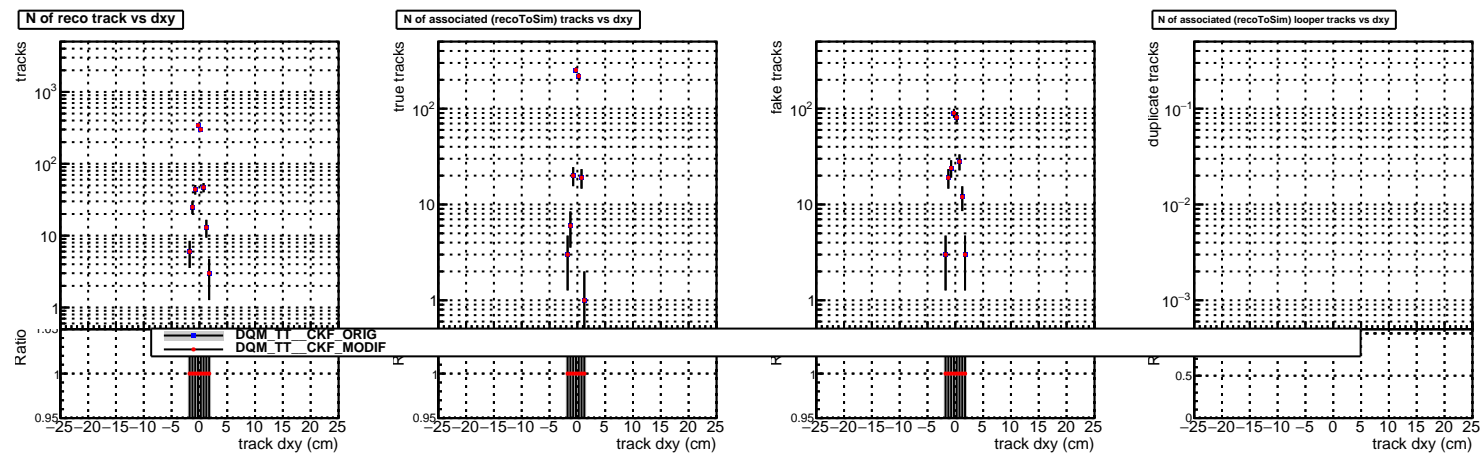 N of reco track vs dxy
N of associated (recoToSim) tracks vs dxy
N of associated (recoToSim) looper tracks vs dxy
tracks
10³
10²
10
1
true tracks
10²
10
1
fake tracks
10²
10
1
duplicate tracks
10⁻¹
10⁻²
10⁻³
DQM_TT__CKF_ORIG
DQM_TT__CKF_MODIF
Ratio
1
0.95
−25 −20 −15 −10 −5 0 5 10 15 20 25
track dxy (cm)
1
0.95
−25 −20 −15 −10 −5 0 5 10 15 20 25
track dxy (cm)
1
0.95
−25 −20 −15 −10 −5 0 5 10 15 20 25
track dxy (cm)
0.5
0
−25 −20 −15 −10 −5 0 5 10 15 20 25
track dxy (cm)